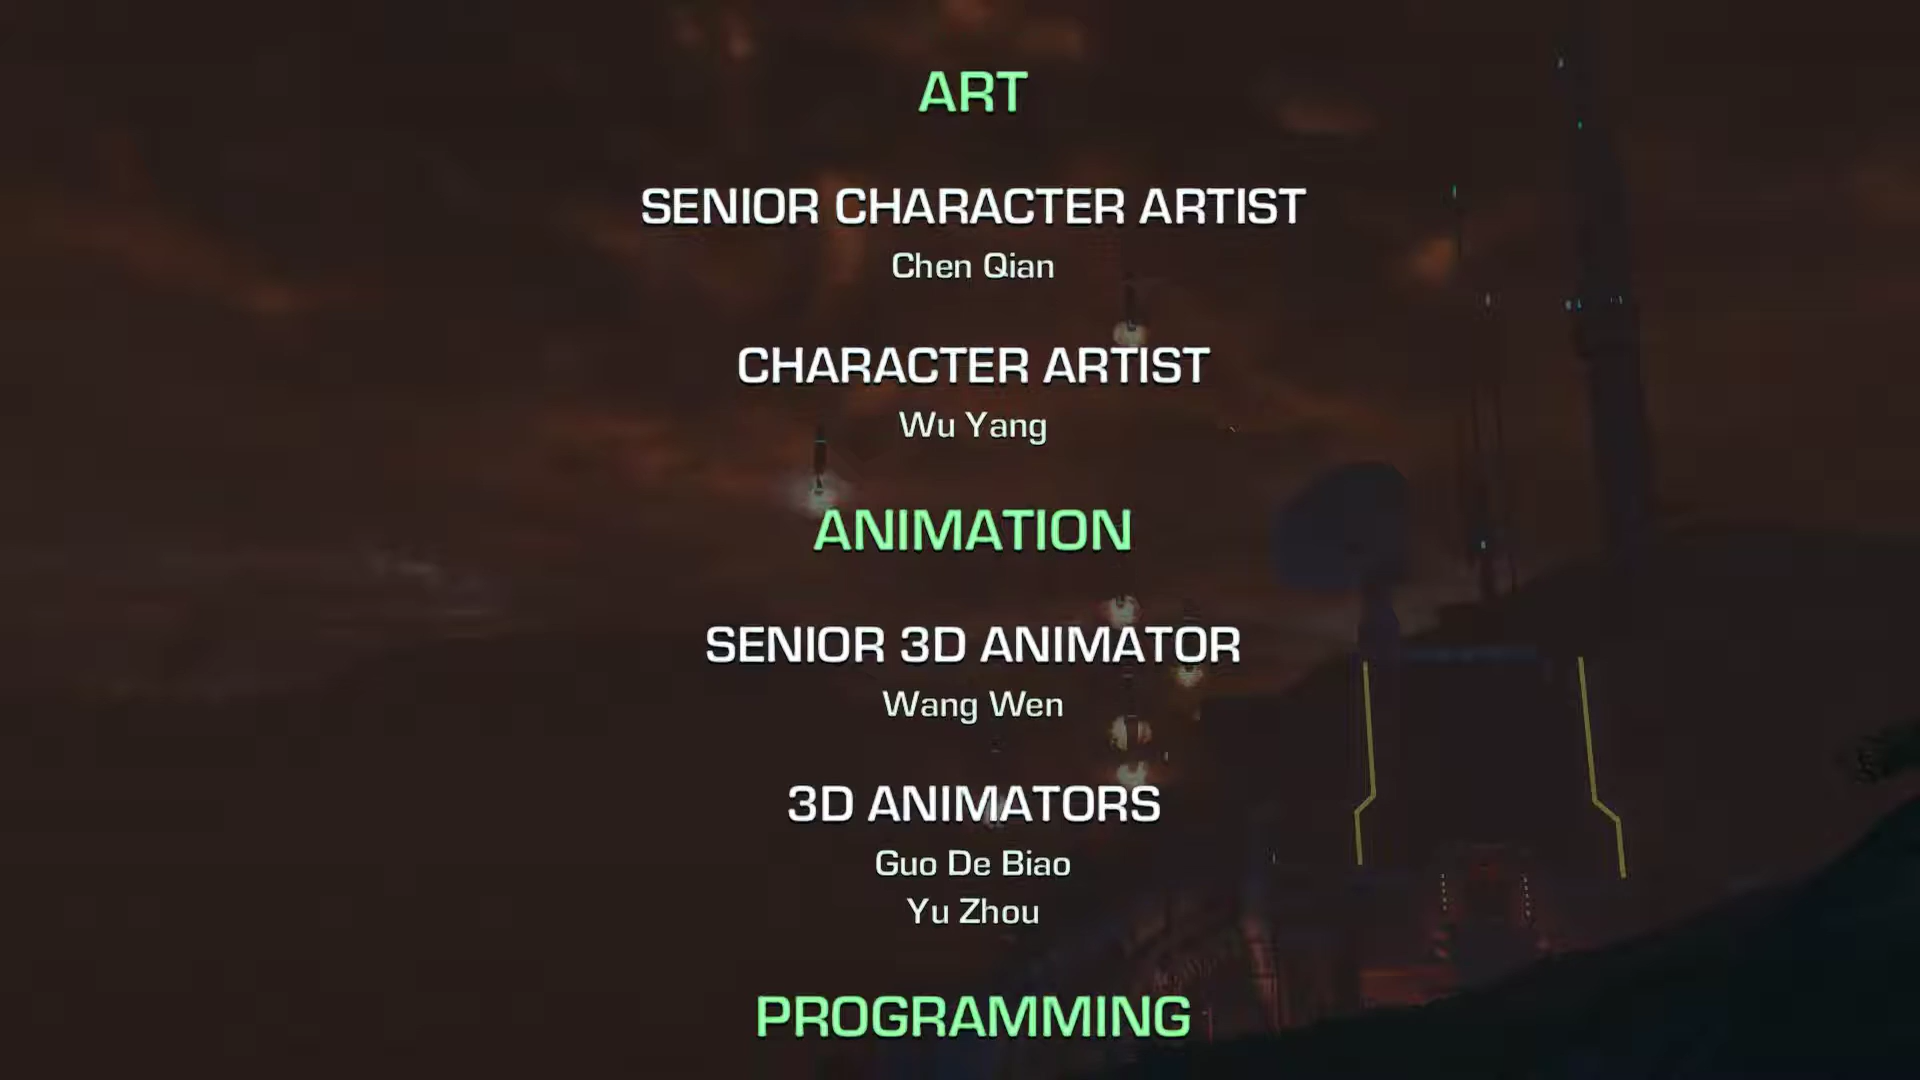 ART
SENIOR CHARACTER ARTIST
Chen Qian
CHARACTER ARTIST
Wu Yang
ANIMATION
SENIOR 3D ANIMATOR
Wang Wen
3D ANIMATORS
Guo De Biao
Yu Zhou
PROGRAMMING